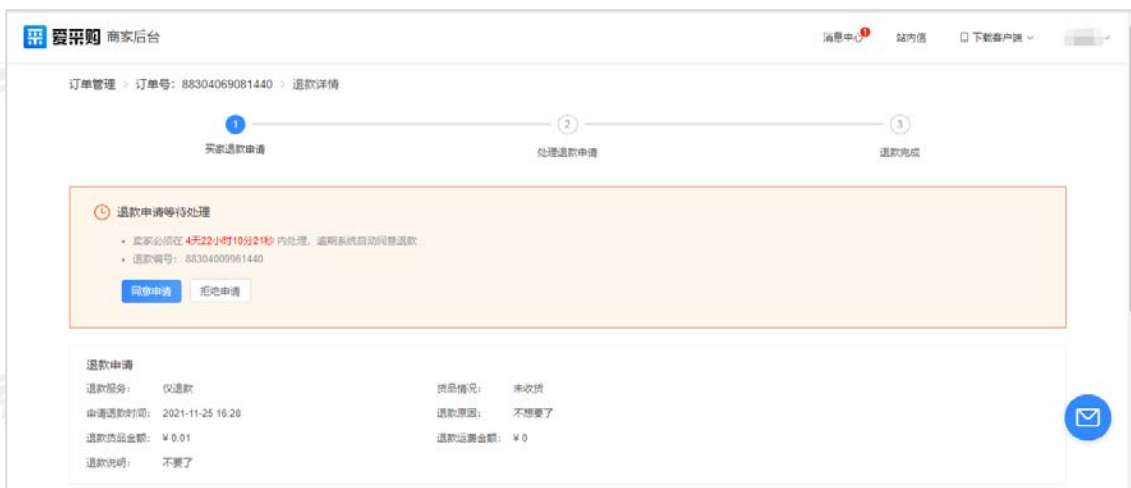 采 爱采购 商家后台 消息中心 1 站内信 下载客户端
订单管理 > 订单号：88304069081440 > 退款详情
1 2 3
买家退款申请 处理退款申请 退款完成
退款申请等待处理
• 卖家必须在 4天22小时10分21秒 内处理，逾期系统自动同意退款
• 退款编号： 88304009961440
同意申请 拒绝申请
退款申请
退款服务： 仅退款 货品情况： 未收货
申请退款时间： 2021-11-25 16:28 退款原因： 不想要了
退款货品金额： ¥ 0.01 退款运费金额： ¥ 0
退款说明： 不要了